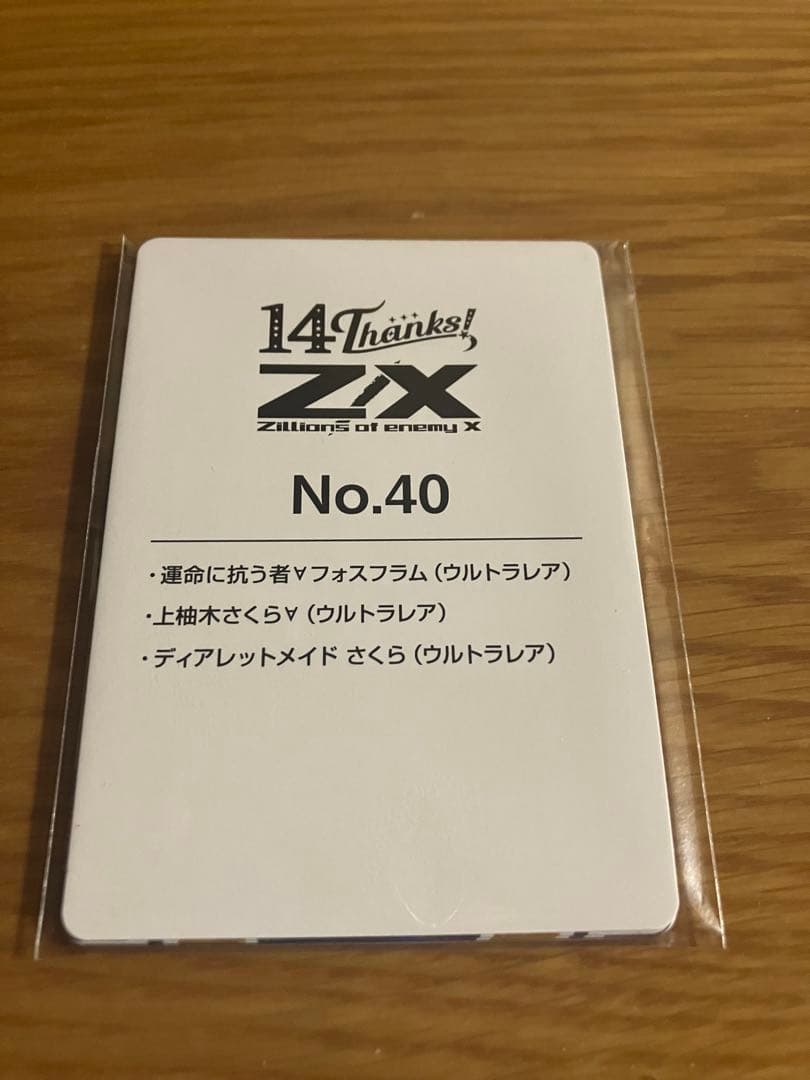 14 Thanks!
Z/X
Zillions of enemy X
No.40
・運命に抗う者∀フォスフラム（ウルトラレア）
・上柚木さくら∀（ウルトラレア）
・ディアレットメイド さくら（ウルトラレア）